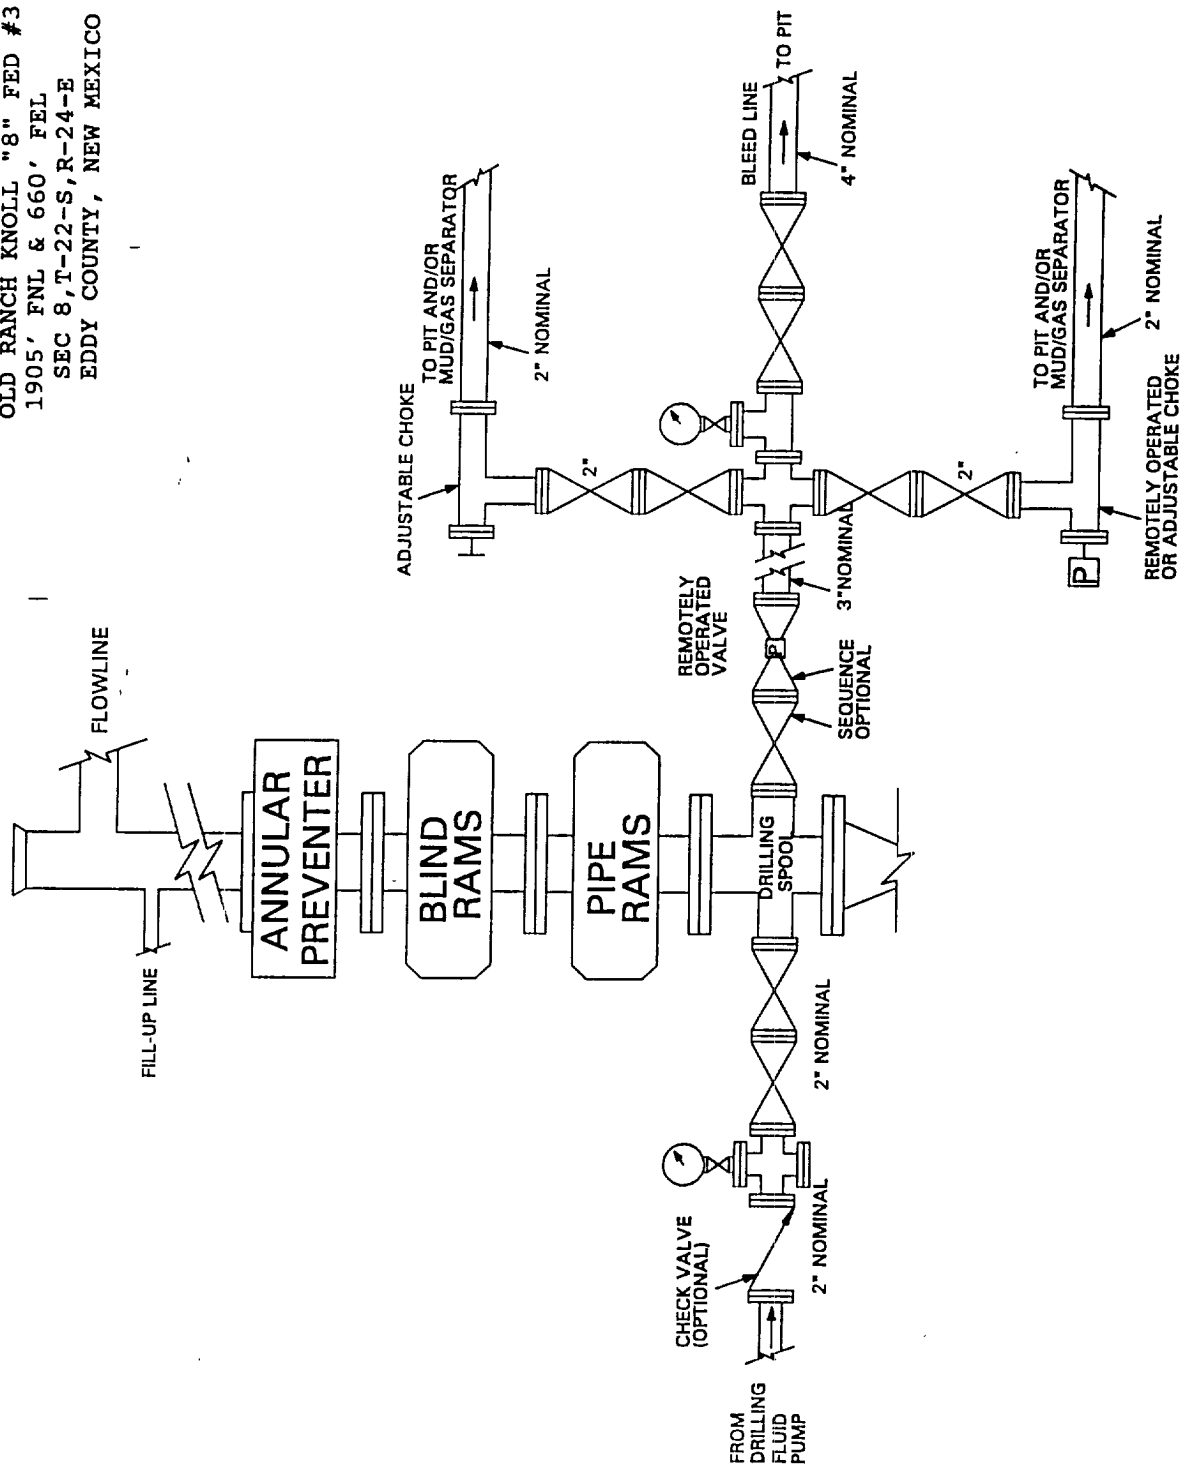 OLD RANCH KNOLL "8" FED #3
1905' FNL & 660' FEL
SEC 8,T-22-S,R-24-E
EDDY COUNTY, NEW MEXICO
FILL-UP LINE
FLOWLINE
ANNULAR
PREVENTER
BLIND
RAMS
PIPE
RAMS
DRILLING
SPOOL
ADJUSTABLE CHOKE
TO PIT AND/OR
MUD/GAS SEPARATOR
2" NOMINAL
2"
FROM
DRILLING
FLUID
PUMP
CHECK VALVE
(OPTIONAL)
2" NOMINAL
2" NOMINAL
REMOTELY
OPERATED
VALVE
P
SEQUENCE
OPTIONAL
3"NOMINAL
BLEED LINE
TO PIT
4" NOMINAL
2"
P
TO PIT AND/OR
MUD/GAS SEPARATOR
2" NOMINAL
REMOTELY OPERATED
OR ADJUSTABLE CHOKE